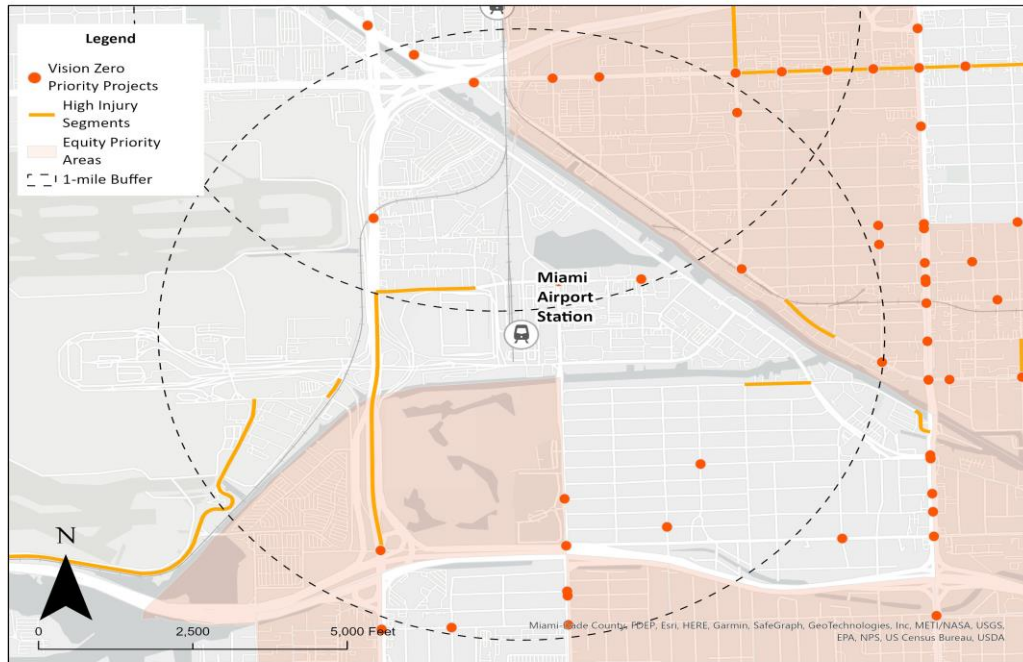 Legend
Vision Zero
Priority Projects
High Injury
Segments
Equity Priority
Areas
1-mile Buffer
Miami
Airport
Station
N
0 2,500 5,000 Feet
Miami-Dade County, FDEP, Esri, HERE, Garmin, SafeGraph, GeoTechnologies, Inc, METI/NASA, USGS,
EPA, NPS, US Census Bureau, USDA